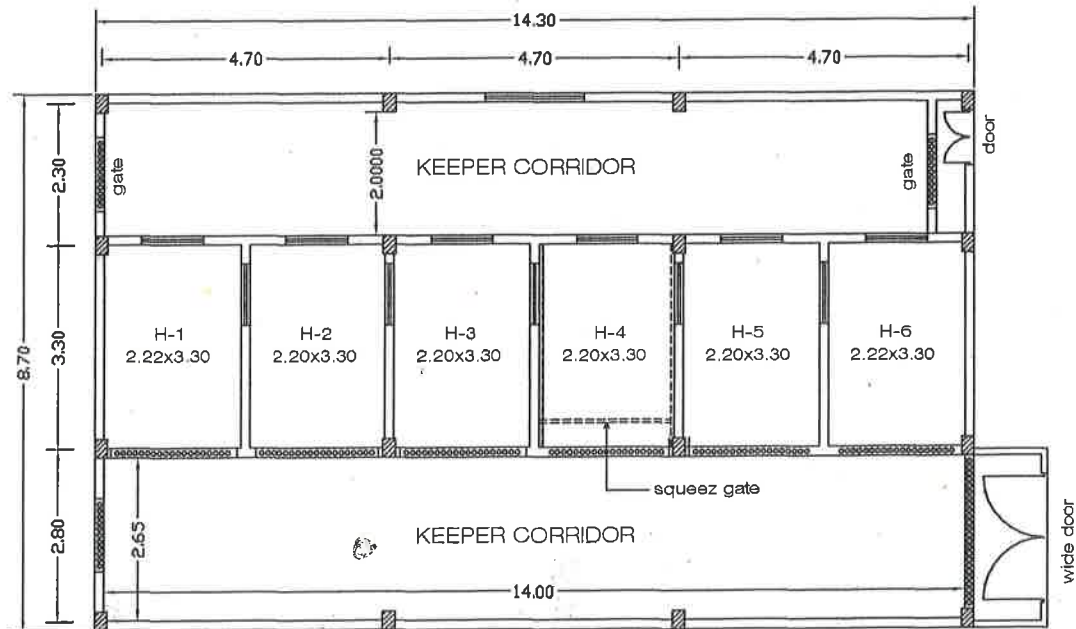 14.30
4.70
4.70
4.70
8.70
2.30
3.30
2.80
gate
2.0000
KEEPER CORRIDOR
gate
door
H-1
2.22x3.30
H-2
2.20x3.30
H-3
2.20x3.30
H-4
2.20x3.30
H-5
2.20x3.30
H-6
2.22x3.30
squeez gate
2.65
KEEPER CORRIDOR
14.00
wide door